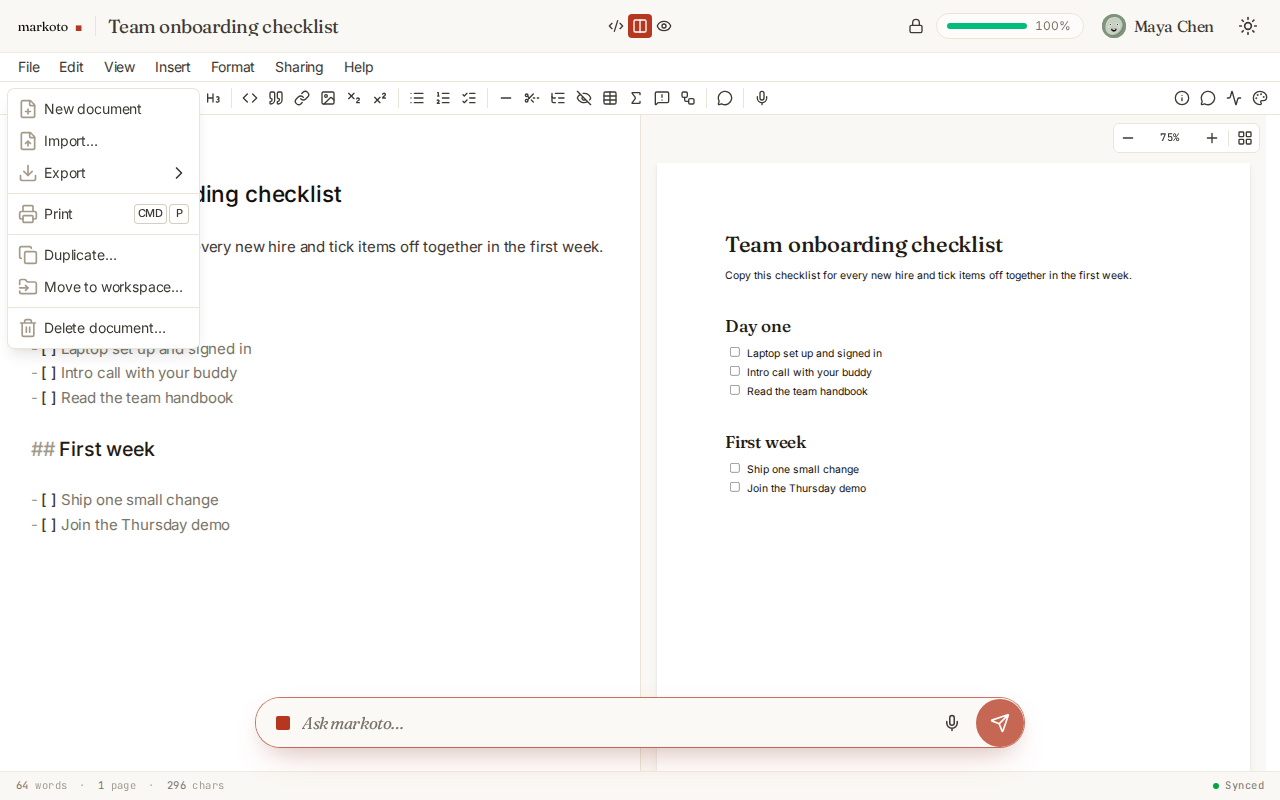 markoto
Team onboarding checklist
100%
Maya Chen
File Edit View Insert Format Sharing Help
H3
75%
New document
Import...
Export
Print CMD P
Duplicate...
Move to workspace...
Delete document...
ding checklist
very new hire and tick items off together in the first week.
- [ ] Laptop set up and signed in
- [ ] Intro call with your buddy
- [ ] Read the team handbook
## First week
- [ ] Ship one small change
- [ ] Join the Thursday demo
Team onboarding checklist
Copy this checklist for every new hire and tick items off together in the first week.
Day one
Laptop set up and signed in
Intro call with your buddy
Read the team handbook
First week
Ship one small change
Join the Thursday demo
Ask markoto...
64 words · 1 page · 296 chars
Synced